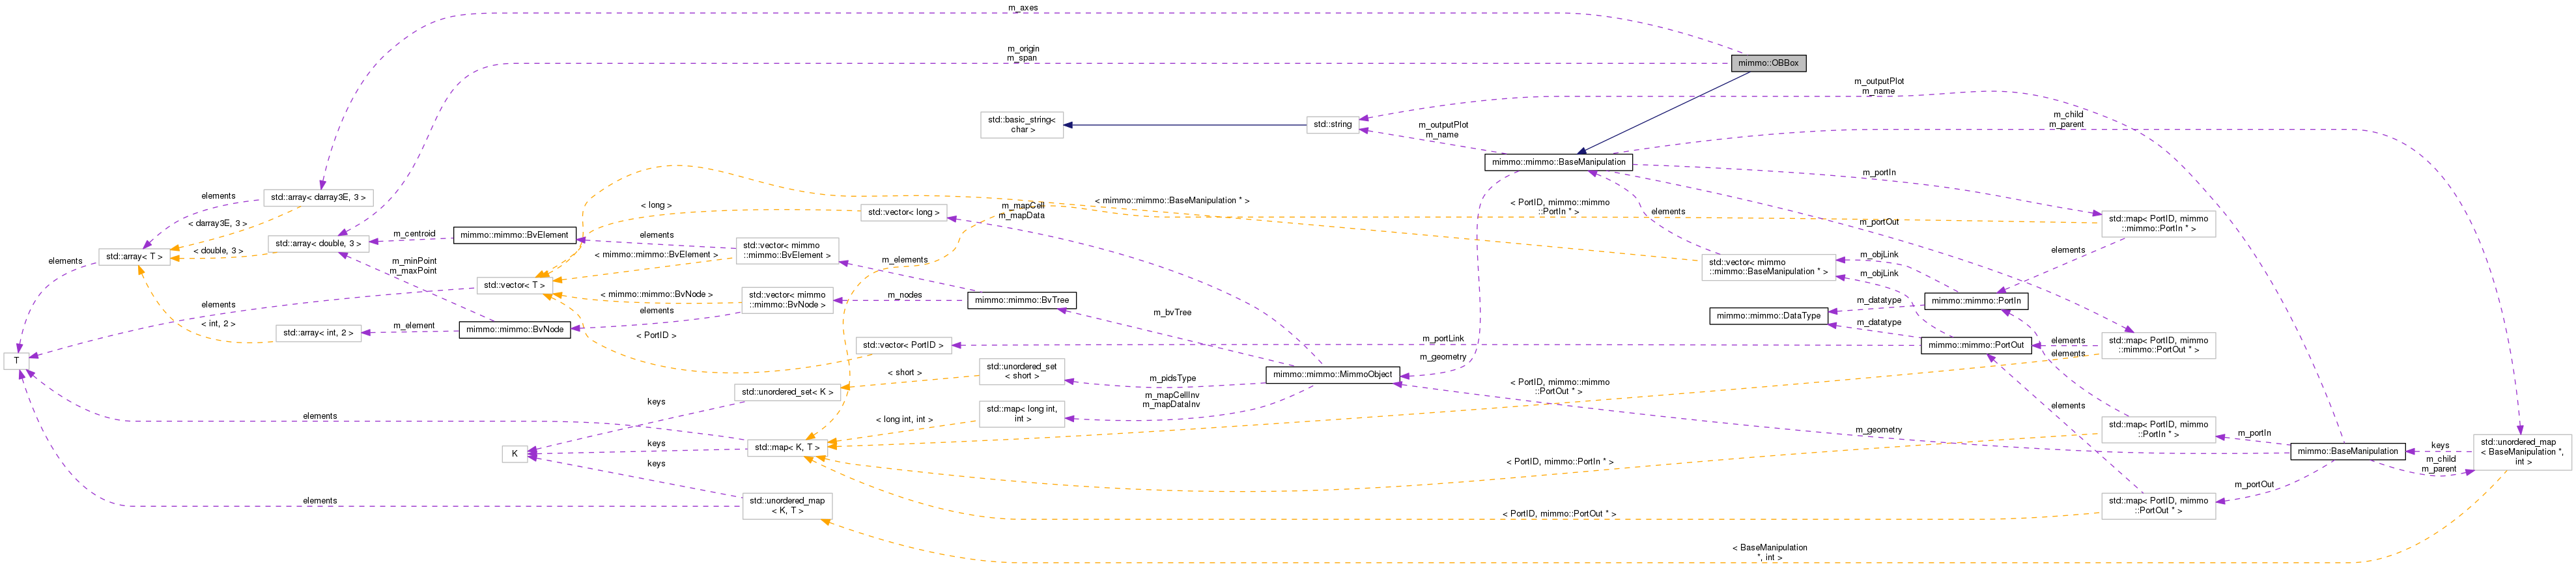 m_axes
m_origin
m_span
mimmo::OBBox
m_outputPlot
m_name
std::basic_string<
char >
std::string
m_outputPlot
m_name
m_child
m_parent
mimmo::mimmo::BaseManipulation
m_portIn
elements
std::array< darray3E, 3 >
< darray3E, 3 >
< long >
std::vector< long >
m_mapCell
m_mapData
< mimmo::mimmo::BaseManipulation * >
elements
< PortID, mimmo::mimmo
::PortIn * >
m_portOut
std::map< PortID, mimmo
::mimmo::PortIn * >
elements
std::array< T >
elements
< double, 3 >
std::array< double, 3 >
m_centroid
mimmo::mimmo::BvElement
elements
std::vector< mimmo
::mimmo::BvElement >
< mimmo::mimmo::BvElement >
m_elements
std::vector< mimmo
::mimmo::BaseManipulation * >
m_objLink
m_objLink
m_minPoint
m_maxPoint
std::vector< T >
< mimmo::mimmo::BvNode >
std::vector< mimmo
::mimmo::BvNode >
m_nodes
mimmo::mimmo::BvTree
mimmo::mimmo::PortIn
m_datatype
elements
< int, 2 >
std::array< int, 2 >
m_element
mimmo::mimmo::BvNode
elements
m_bvTree
mimmo::mimmo::DataType
m_datatype
< PortID >
std::vector< PortID >
m_portLink
mimmo::mimmo::PortOut
elements
elements
std::map< PortID, mimmo
::mimmo::PortOut * >
T
m_geometry
mimmo::mimmo::MimmoObject
< short >
std::unordered_set
< short >
m_pidsType
std::unordered_set< K >
keys
< PortID, mimmo::mimmo
::PortOut * >
m_mapCellInv
m_mapDataInv
std::map< long int,
int >
< long int, int >
elements
elements
m_geometry
std::map< PortID, mimmo
::PortIn * >
m_portIn
mimmo::BaseManipulation
keys
m_child
m_parent
std::unordered_map
< BaseManipulation *,
int >
K
keys
std::map< K, T >
keys
< PortID, mimmo::PortIn * >
m_portOut
elements
std::unordered_map
< K, T >
< PortID, mimmo::PortOut * >
std::map< PortID, mimmo
::PortOut * >
< BaseManipulation
*, int >